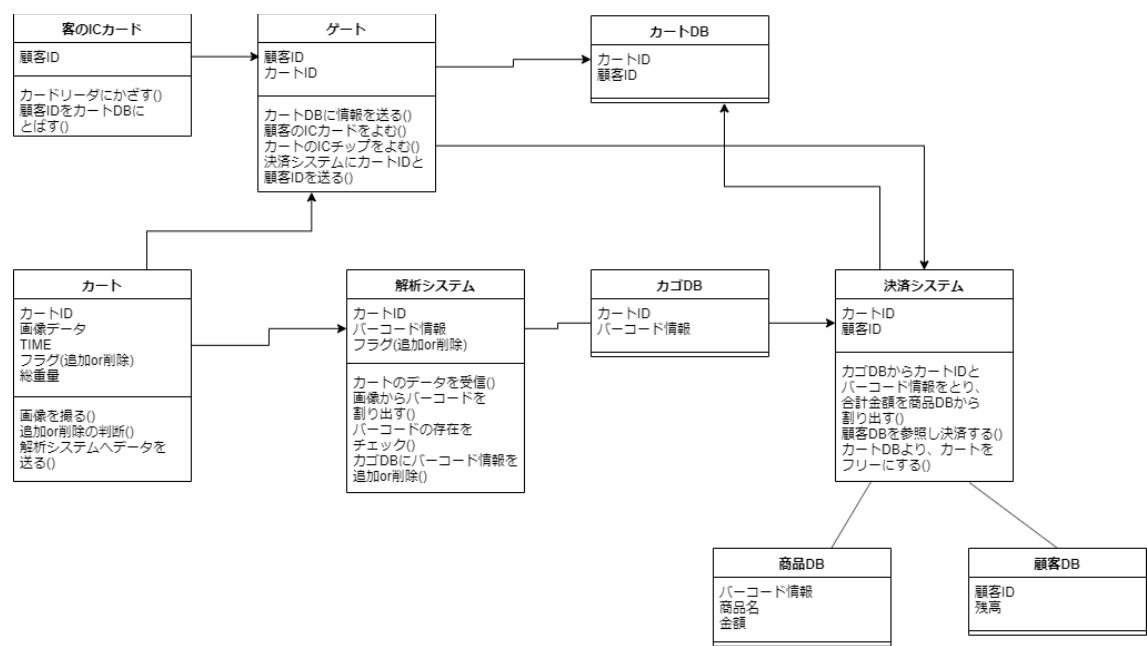 客のICカード
顧客ID
カードリーダにかざす()
顧客IDをカートDBに
とばす()
ゲート
顧客ID
カートID
カートDBに情報を送る()
顧客のICカードをよむ()
カートのICチップをよむ()
決済システムにカートIDと
顧客IDを送る()
カートDB
カートID
顧客ID
カート
カートID
画像データ
TIME
フラグ(追加or削除)
総重量
画像を撮る()
追加or削除の判断()
解析システムへデータを
送る()
解析システム
カートID
バーコード情報
フラグ(追加or削除)
カートのデータを受信()
画像からバーコードを
割り出す()
バーコードの存在を
チェック()
カゴDBにバーコード情報を
追加or削除()
カゴDB
カートID
バーコード情報
決済システム
カートID
顧客ID
カゴDBからカートIDと
バーコード情報をとり、
合計金額を商品DBから
割り出す()
顧客DBを参照し決済する()
カートDBより、カートを
フリーにする()
商品DB
バーコード情報
商品名
金額
顧客DB
顧客ID
残高